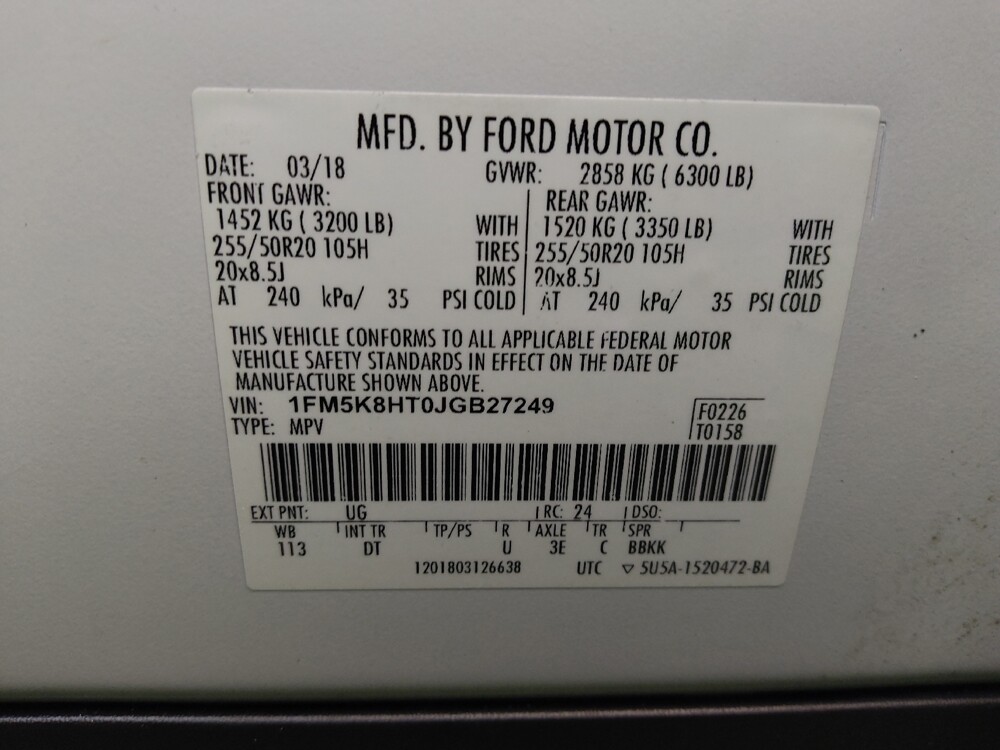 MFD. BY FORD MOTOR CO.
DATE: 03/18 GVWR: 2858 KG ( 6300 LB)
FRONT GAWR: REAR GAWR:
1452 KG ( 3200 LB) WITH 1520 KG ( 3350 LB) WITH
255/50R20 105H TIRES 255/50R20 105H TIRES
20x8.5J RIMS 20x8.5J RIMS
AT 240 kPa/ 35 PSI COLD AT 240 kPa/ 35 PSI COLD
THIS VEHICLE CONFORMS TO ALL APPLICABLE FEDERAL MOTOR
VEHICLE SAFETY STANDARDS IN EFFECT ON THE DATE OF
MANUFACTURE SHOWN ABOVE.
VIN: 1FM5K8HT0JGB27249 F0226
TYPE: MPV T0158
EXT PNT: UG RC: 24 DSO:
WB INT TR TP/PS R AXLE TR SPR
113 DT U 3E C BBKK
1201803126638 UTC ▽ 5U5A-1520472-BA